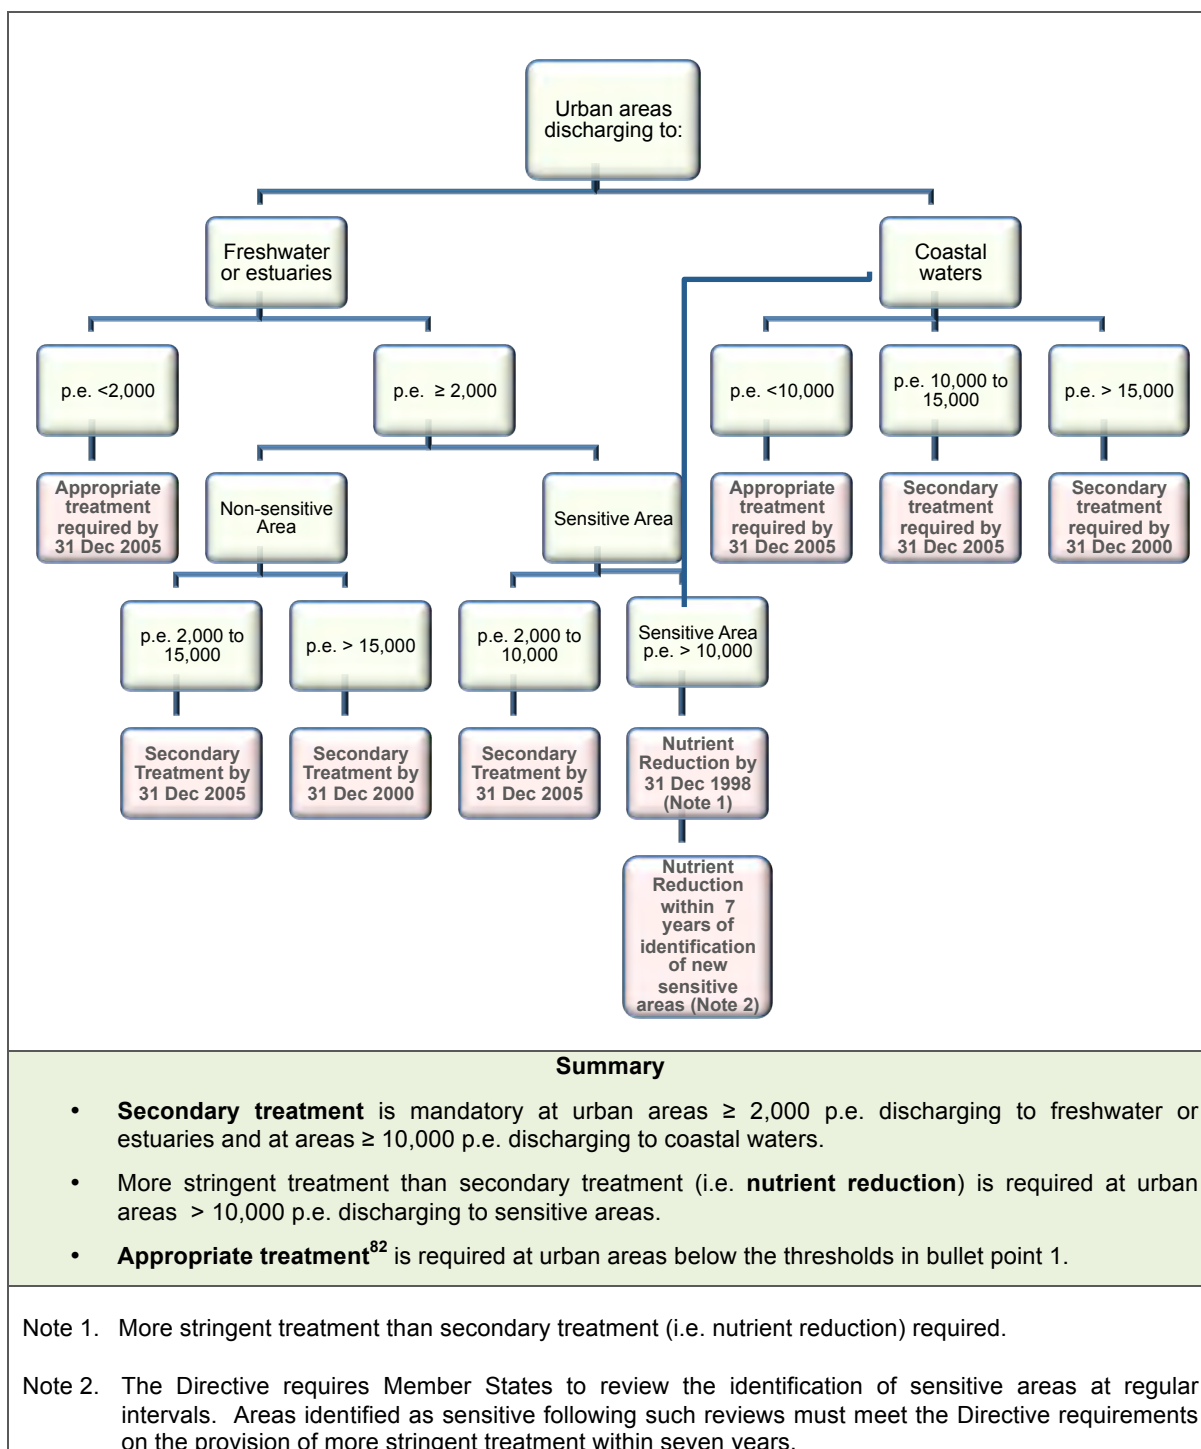 Urban areas
discharging to:
Freshwater
or estuaries
Coastal
waters
p.e. <2,000
p.e. ≥ 2,000
p.e. <10,000
p.e. 10,000 to
15,000
p.e. > 15,000
Appropriate
treatment
required by
31 Dec 2005
Non-sensitive
Area
Sensitive Area
Appropriate
treatment
required by
31 Dec 2005
Secondary
treatment
required by
31 Dec 2005
Secondary
treatment
required by
31 Dec 2000
p.e. 2,000 to
15,000
p.e. > 15,000
p.e. 2,000 to
10,000
Sensitive Area
p.e. > 10,000
Secondary
Treatment by
31 Dec 2005
Secondary
Treatment by
31 Dec 2000
Secondary
Treatment by
31 Dec 2005
Nutrient
Reduction by
31 Dec 1998
(Note 1)
Nutrient
Reduction
within 7
years of
identification
of new
sensitive
areas (Note 2)
Summary
• Secondary treatment is mandatory at urban areas ≥ 2,000 p.e. discharging to freshwater or
estuaries and at areas ≥ 10,000 p.e. discharging to coastal waters.
• More stringent treatment than secondary treatment (i.e. nutrient reduction) is required at urban
areas > 10,000 p.e. discharging to sensitive areas.
• Appropriate treatment82 is required at urban areas below the thresholds in bullet point 1.
Note 1. More stringent treatment than secondary treatment (i.e. nutrient reduction) required.
Note 2. The Directive requires Member States to review the identification of sensitive areas at regular
intervals. Areas identified as sensitive following such reviews must meet the Directive requirements
on the provision of more stringent treatment within seven years.